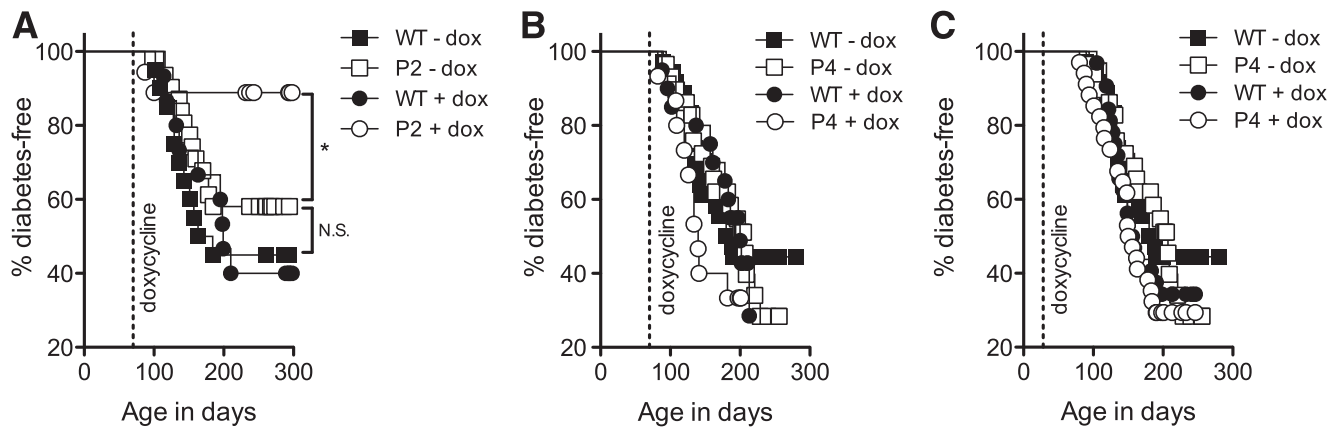 A
WT - dox
P2 - dox
WT + dox
P2 + dox
% diabetes-free
100
80
60
40
20
doxycycline
*
N.S.
0
100
200
300
Age in days
B
WT - dox
P4 - dox
WT + dox
P4 + dox
% diabetes-free
100
80
60
40
20
doxycycline
0
100
200
300
Age in days
C
WT - dox
P4 - dox
WT + dox
P4 + dox
% diabetes-free
100
80
60
40
20
doxycycline
0
100
200
300
Age in days